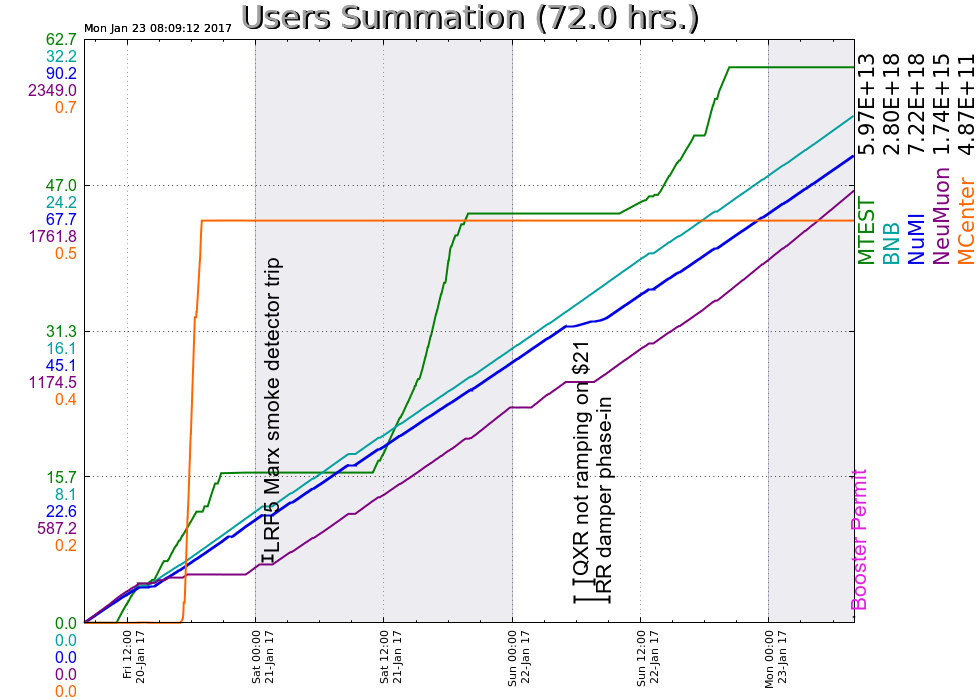 Users Summation (72.0 hrs.)
Mon Jan 23 08:09:12 2017
62.7
32.2
90.2
2349.0
0.7
47.0
24.2
67.7
1761.8
0.5
31.3
16.1
45.1
1174.5
0.4
15.7
8.1
22.6
587.2
0.2
0.0
0.0
0.0
0.0
0.0
Fri 12:00
20-Jan 17
Sat 00:00
21-Jan 17
Sat 12:00
21-Jan 17
Sun 00:00
22-Jan 17
Sun 12:00
22-Jan 17
Mon 00:00
23-Jan 17
LRF5 Marx smoke detector trip
QXR not ramping on $21
RR damper phase-in
Booster Permit
MTEST 5.97E+13
BNB 2.80E+18
NuMI 7.22E+18
NeuMuon 1.74E+15
MCenter 4.87E+11